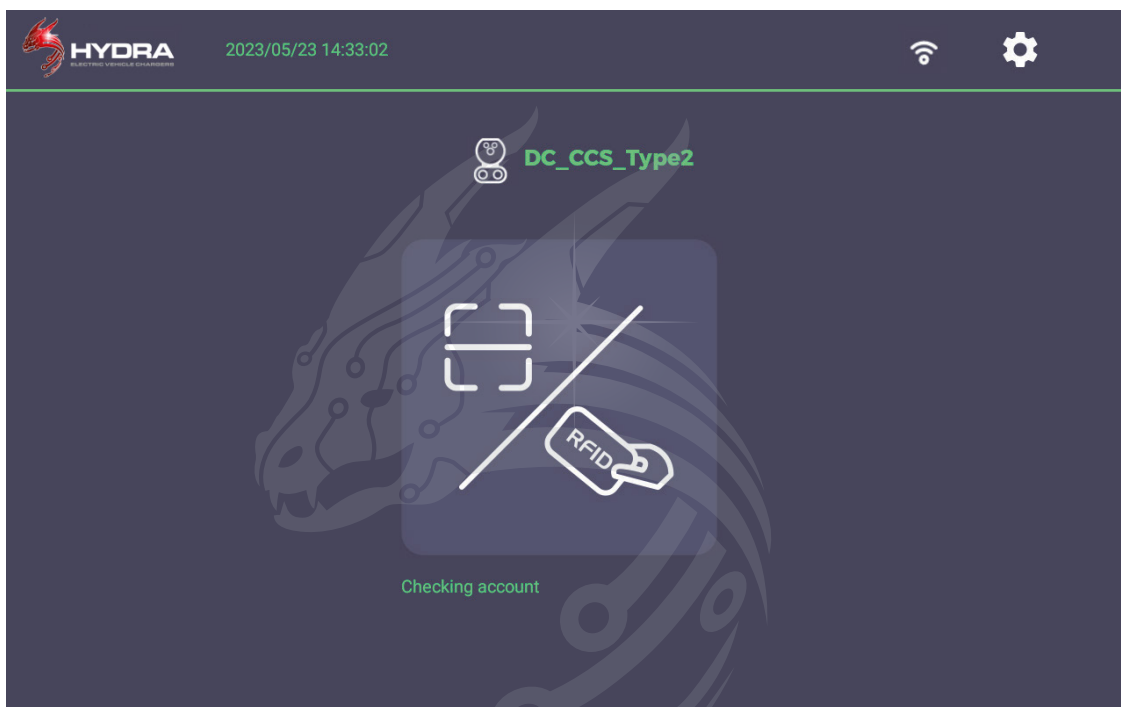 HYDRA
ELECTRIC VEHICLE CHARGERS
2023/05/23 14:33:02
DC_CCS_Type2
RFID
Checking account